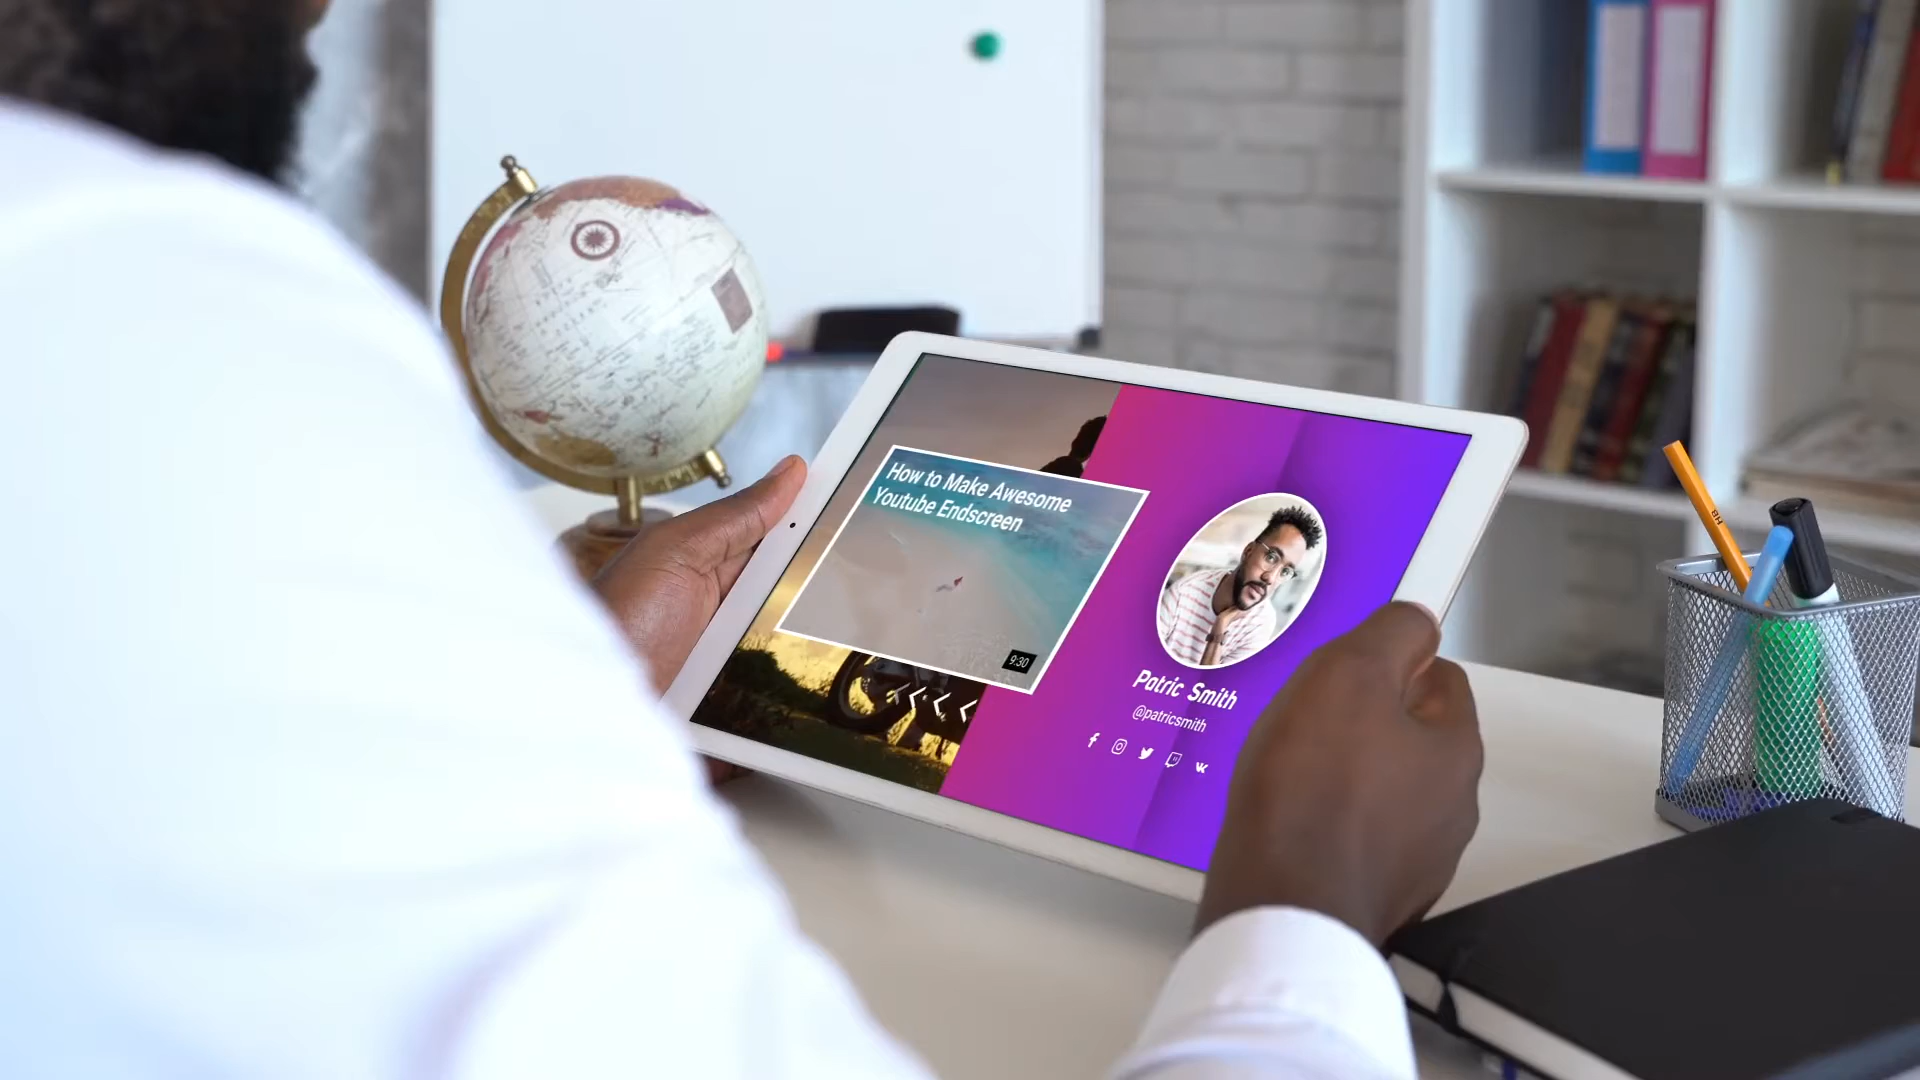 How to Make Awesome
Youtube Endscreen
9:30
Patric Smith
@patricsmith
HB